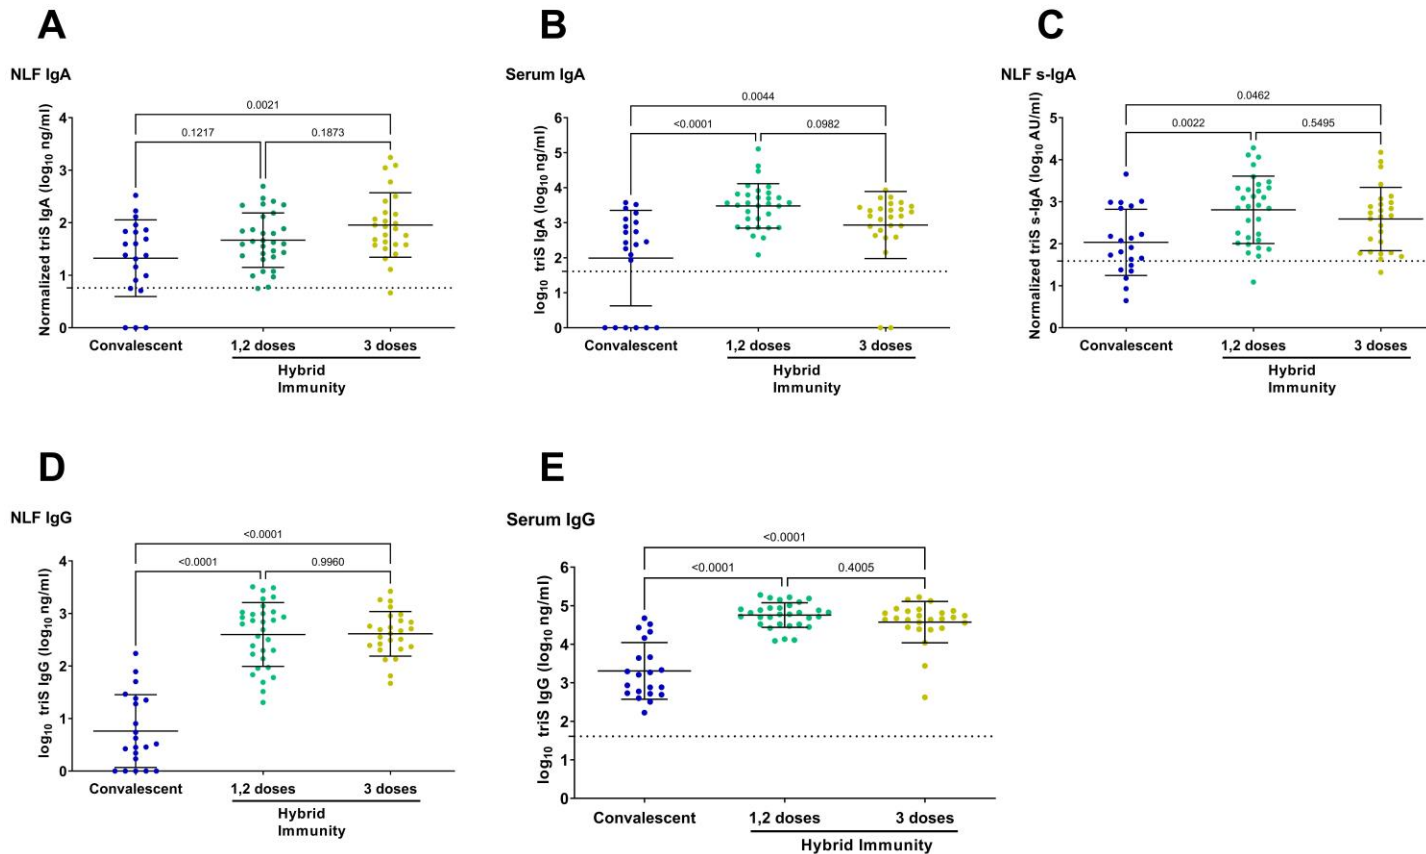 A
NLF IgA
Normalized triS IgA (log10 ng/ml)
4
3
2
1
0
0.0021
0.1217
0.1873
Convalescent
1,2 doses
3 doses
Hybrid
Immunity
B
Serum IgA
log10 triS IgA (log10 ng/ml)
6
5
4
3
2
1
0
0.0044
<0.0001
0.0982
Convalescent
1,2 doses
3 doses
Hybrid
Immunity
C
NLF s-IgA
Normalized triS s-IgA (log10 AU/ml)
5
4
3
2
1
0
0.0462
0.0022
0.5495
Convalescent
1,2 doses
3 doses
Hybrid
Immunity
D
NLF IgG
log10 triS IgG (log10 ng/ml)
4
3
2
1
0
<0.0001
<0.0001
0.9960
Convalescent
1,2 doses
3 doses
Hybrid
Immunity
E
Serum IgG
log10 triS IgG (log10 ng/ml)
6
5
4
3
2
1
0
<0.0001
<0.0001
0.4005
Convalescent
1,2 doses
3 doses
Hybrid Immunity